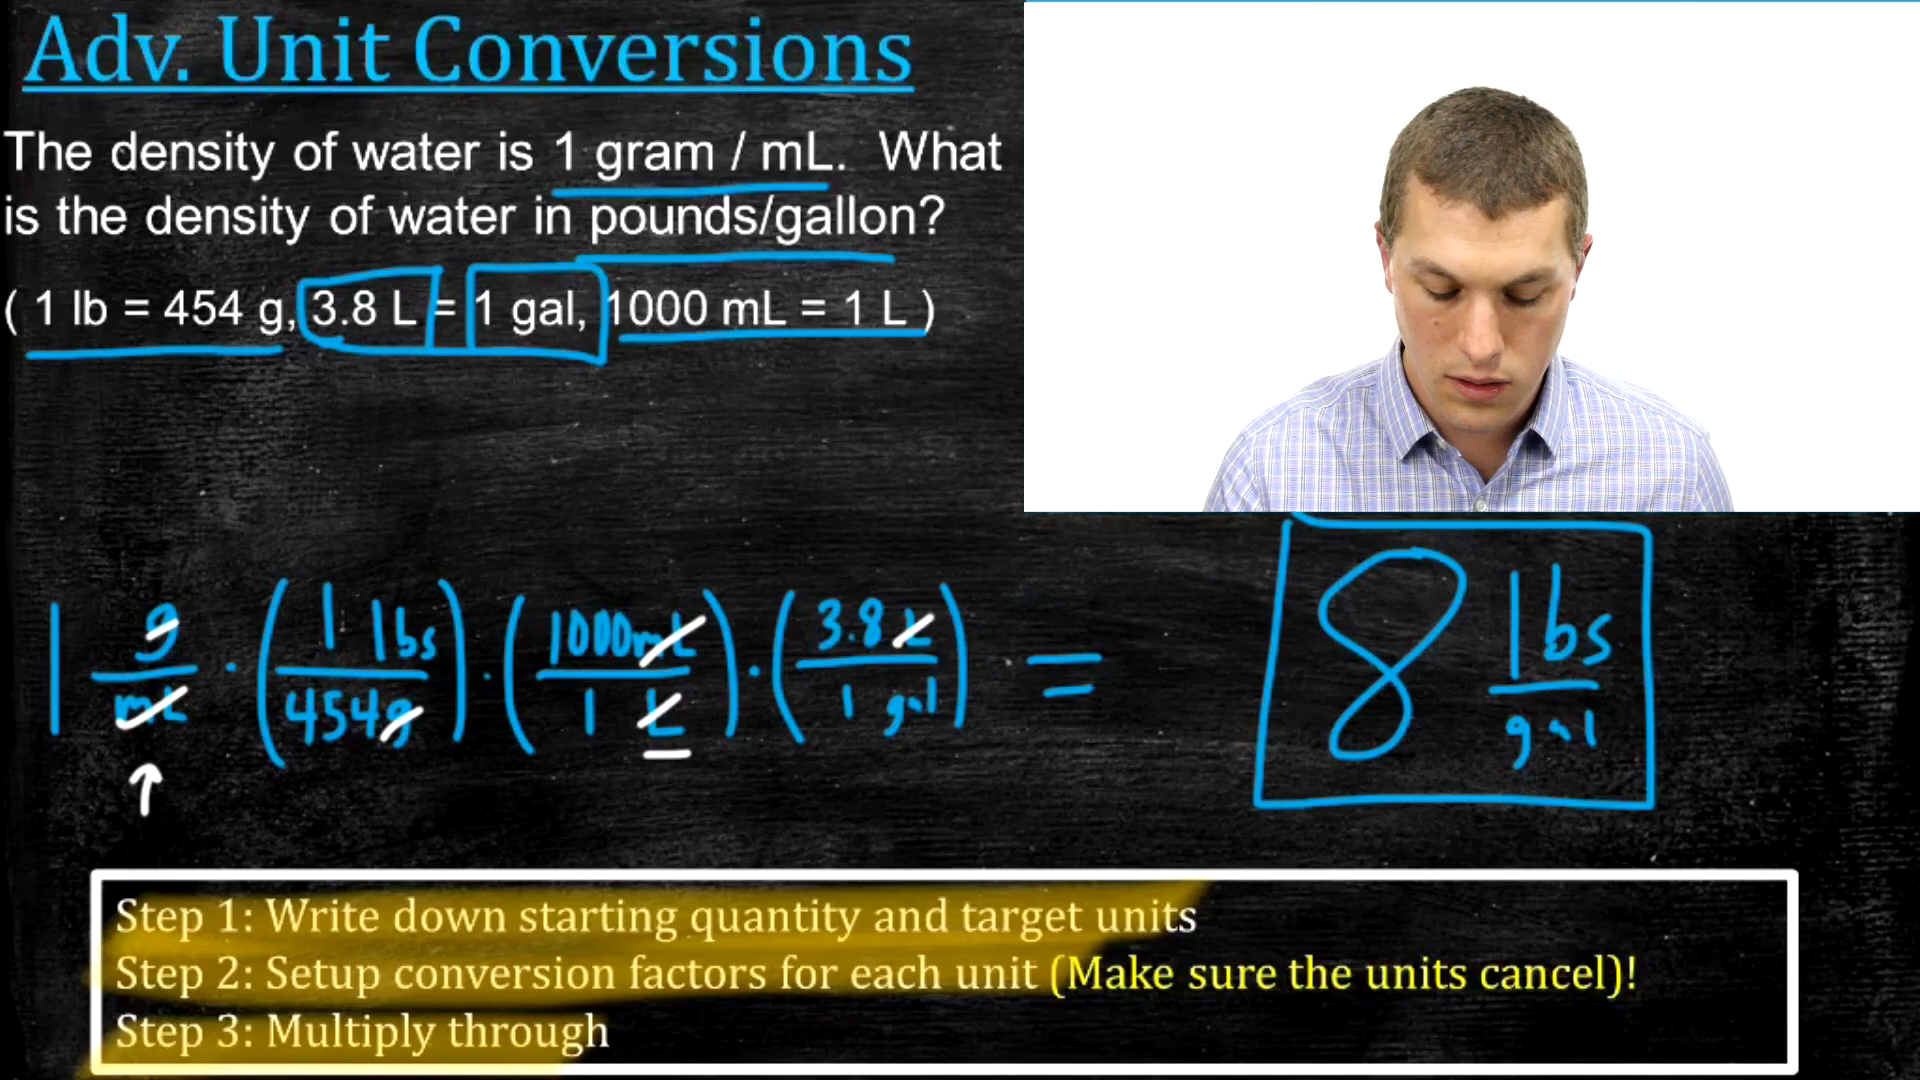 Adv. Unit Conversions
The density of water is 1 gram / mL. What
is the density of water in pounds/gallon?
( 1 lb = 454 g, 3.8 L = 1 gal, 1000 mL = 1 L )
1 g/mL · (1 lbs/454g) · (1000mL/1 L) · (3.8 L/1 gal) = 8 lbs/gal
Step 1: Write down starting quantity and target units
Step 2: Setup conversion factors for each unit (Make sure the units cancel)!
Step 3: Multiply through